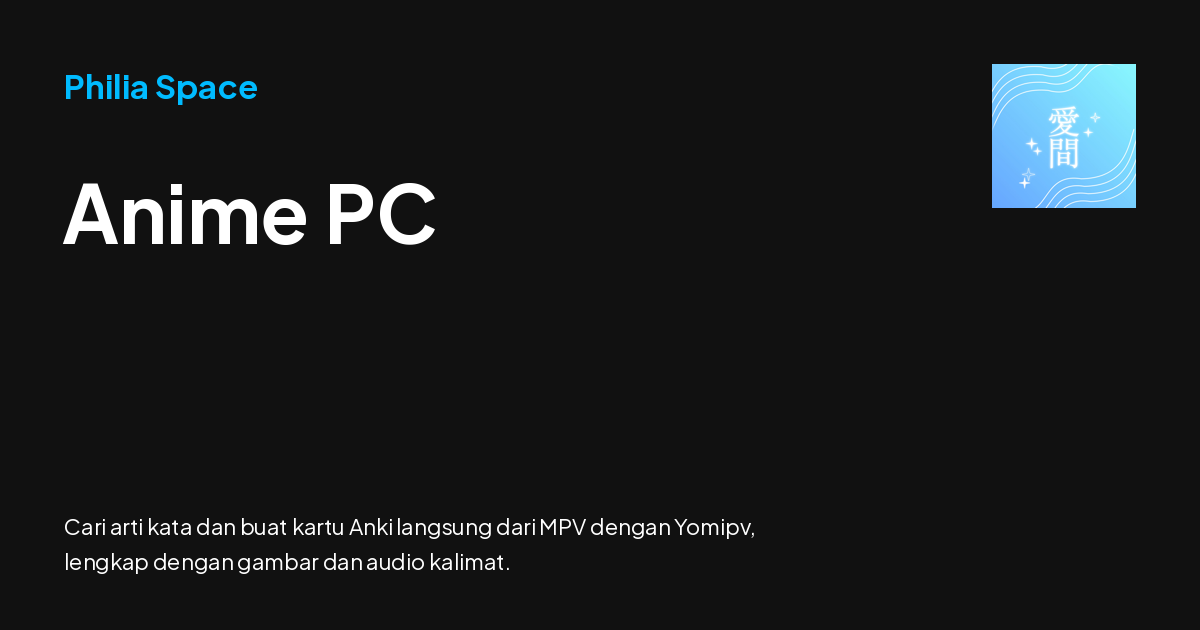 Philia Space
愛
間
Anime PC
Cari arti kata dan buat kartu Anki langsung dari MPV dengan Yomipv,
lengkap dengan gambar dan audio kalimat.